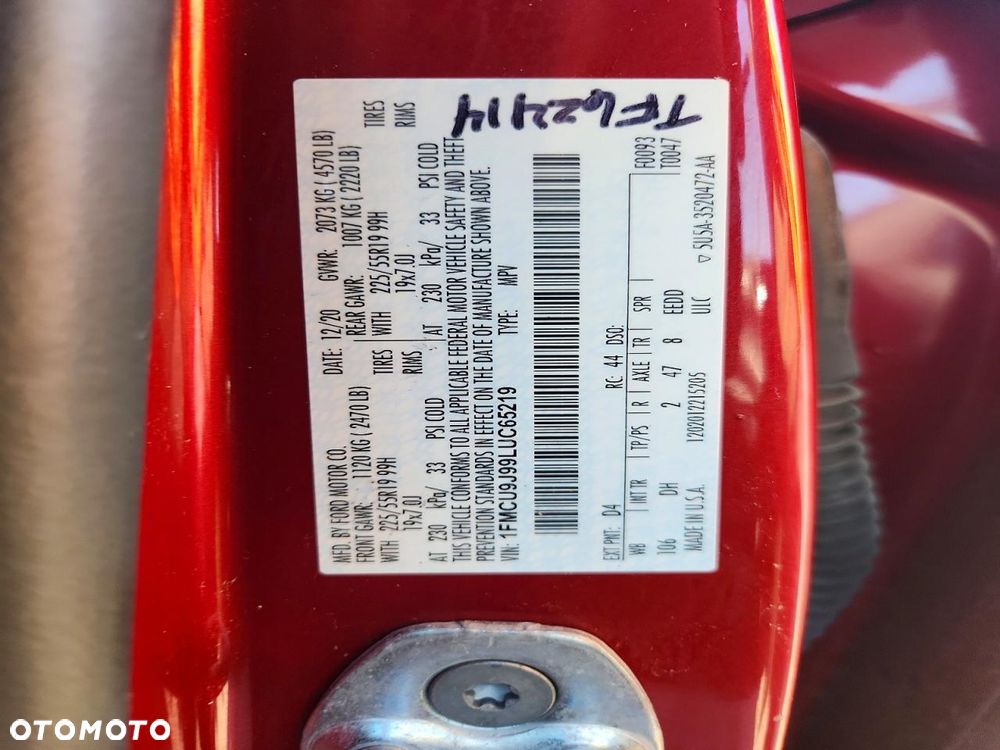 TF62414
MFD. BY FORD MOTOR CO.
DATE: 12/20 GVWR: 2073 KG ( 4570 LB)
FRONT GAWR: 1120 KG ( 2470 LB)
REAR GAWR: 1007 KG ( 2220 LB)
WITH 225/55R19 99H TIRES
WITH 225/55R19 99H TIRES
19x7.0J RIMS
19x7.0J RIMS
AT 230 kPa/ 33 PSI COLD
AT 230 kPa/ 33 PSI COLD
THIS VEHICLE CONFORMS TO ALL APPLICABLE FEDERAL MOTOR VEHICLE SAFETY AND THEFT
PREVENTION STANDARDS IN EFFECT ON THE DATE OF MANUFACTURE SHOWN ABOVE.
VIN: 1FMCU9J99LUC65219 TYPE: MPV
EXT PNT: D4 RC: 44 DSO: F0093
WB INT TR TP/PS R AXLE TR SPR T0047
106 DH 2 47 8 EEDD
MADE IN U.S.A. 1202012215205 ULC ▽ 5U5A-3520472-AA
OTOMOTO